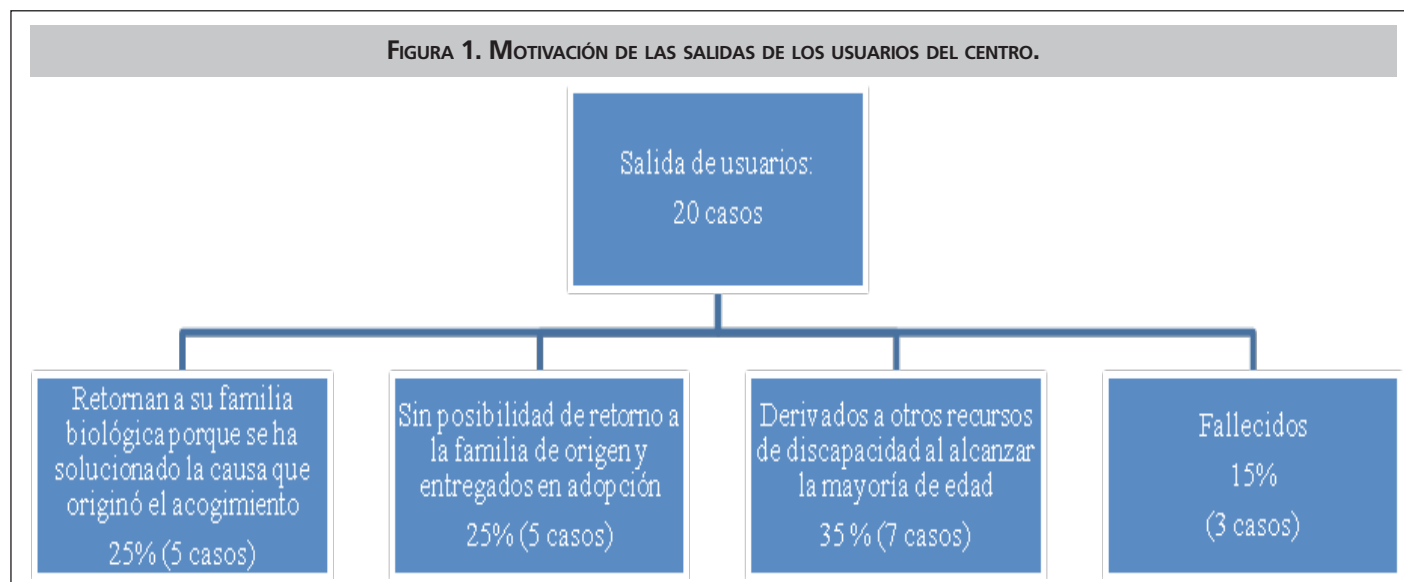 FIGURA 1. MOTIVACIÓN DE LAS SALIDAS DE LOS USUARIOS DEL CENTRO.
Salida de usuarios:
20 casos
Retornan a su familia
biológica porque se ha
solucionado la causa que
originó el acogimiento
25% (5 casos)
Sin posibilidad de retorno a
la familia de origen y
entregados en adopción
25% (5 casos)
Derivados a otros recursos
de discapacidad al alcanzar
la mayoría de edad
35 % (7 casos)
Fallecidos
15%
(3 casos)